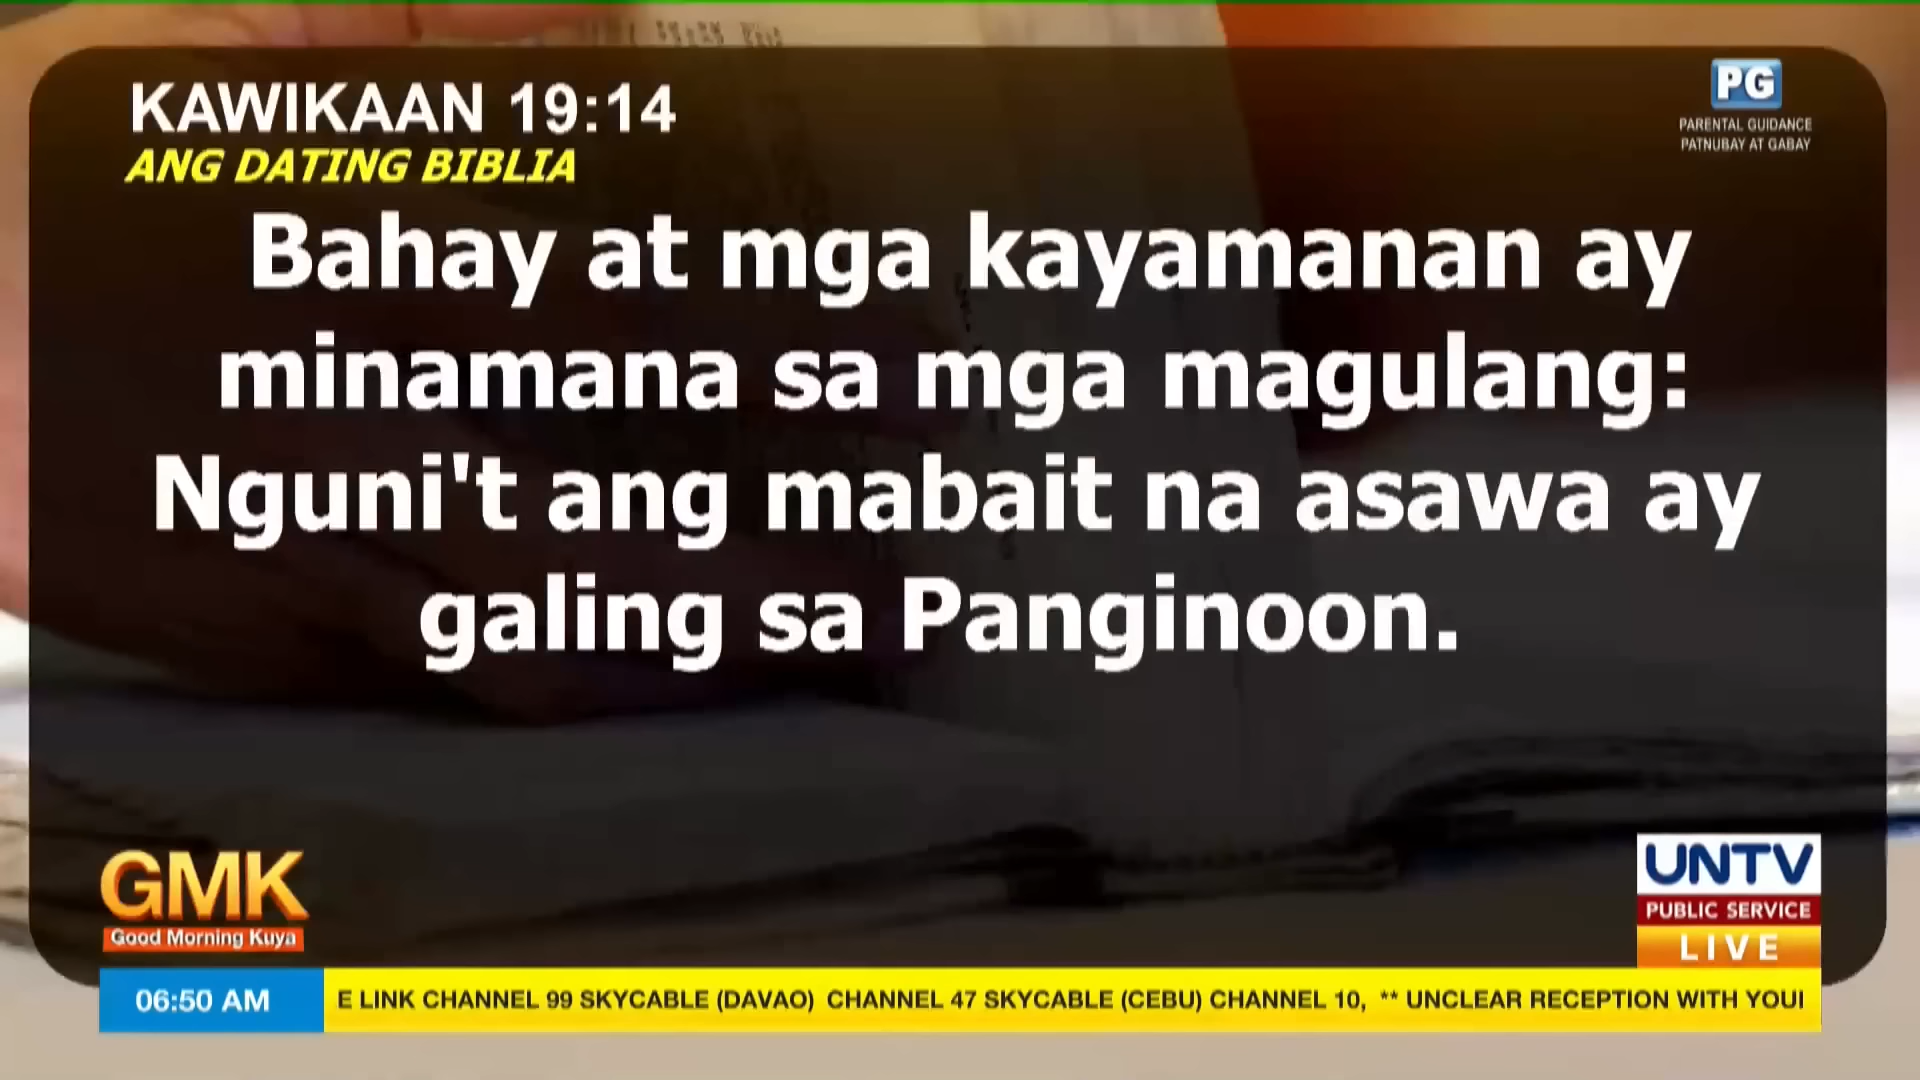 KAWIKAAN 19:14
ANG DATING BIBLIA
PG
PARENTAL GUIDANCE
PATNUBAY AT GABAY
Bahay at mga kayamanan ay
minamana sa mga magulang:
Nguni't ang mabait na asawa ay
galing sa Panginoon.
GMK
Good Morning Kuya
UNTV
PUBLIC SERVICE
LIVE
06:50 AM
E LINK CHANNEL 99 SKYCABLE (DAVAO) CHANNEL 47 SKYCABLE (CEBU) CHANNEL 10, ** UNCLEAR RECEPTION WITH